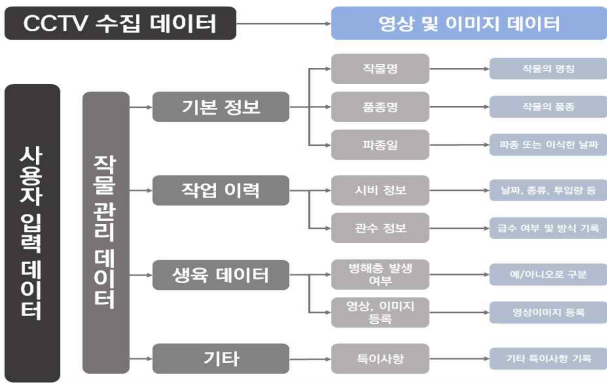 CCTV 수집 데이터
영상 및 이미지 데이터
사용자 입력 데이터
작물 관리 데이터
기본 정보
작물명
작물의 명칭
품종명
작물의 품종
파종일
파종 또는 이식한 날짜
작업 이력
시비 정보
날짜, 종류, 투입량 등
관수 정보
급수 여부 및 방식 기록
생육 데이터
병해충 발생
여부
예/아니오로 구분
영상, 이미지
등록
영상이미지 등록
기타
특이사항
기타 특이사항 기록